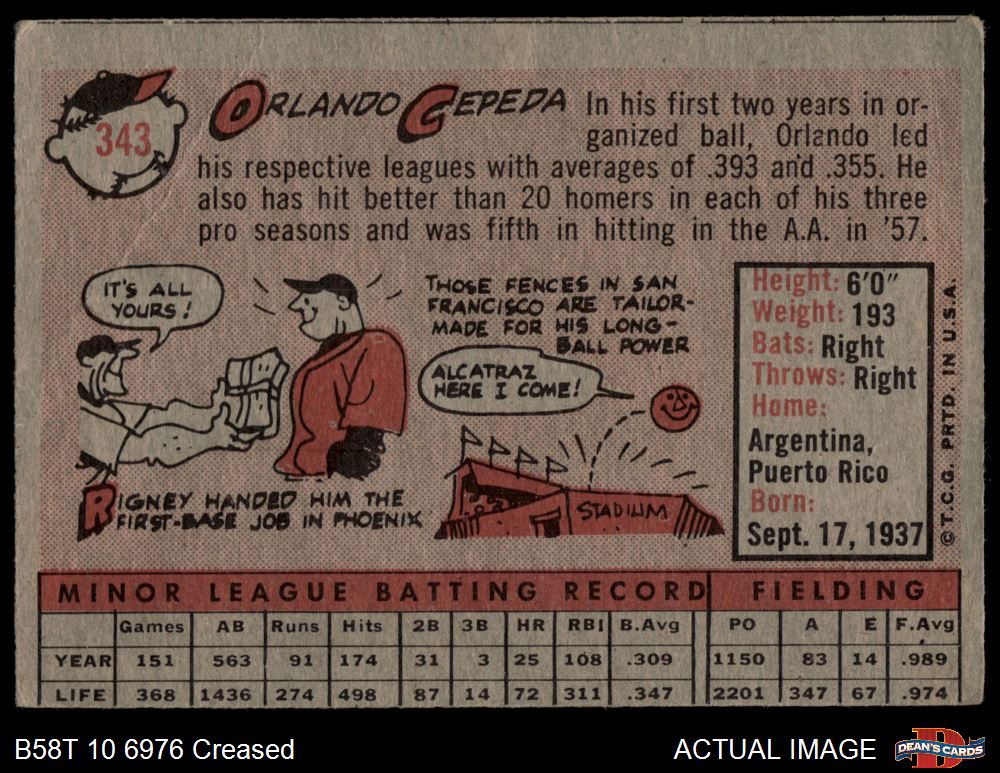 343
ORLANDO CEPEDA
In his first two years in or-
ganized ball, Orlando led
his respective leagues with averages of .393 and .355. He
also has hit better than 20 homers in each of his three
pro seasons and was fifth in hitting in the A.A. in '57.
IT'S ALL
YOURS!
RIGNEY HANDED HIM THE
FIRST-BASE JOB IN PHOENIX
THOSE FENCES IN SAN
FRANCISCO ARE TAILOR-
MADE FOR HIS LONG-
BALL POWER
ALCATRAZ
HERE I COME!
STADIUM
Height: 6'0"
Weight: 193
Bats: Right
Throws: Right
Home:
Argentina,
Puerto Rico
Born:
Sept. 17, 1937
© T.C.G. PRTD. IN U.S.A.
MINOR LEAGUE BATTING RECORD FIELDING
Games AB Runs Hits 2B 3B HR RBI B.Avg PO A E F.Avg
YEAR 151 563 91 174 31 3 25 108 .309 1150 83 14 .989
LIFE 368 1436 274 498 87 14 72 311 .347 2201 347 67 .974
B58T 10 6976 Creased
ACTUAL IMAGE
D
DEAN'S CARDS